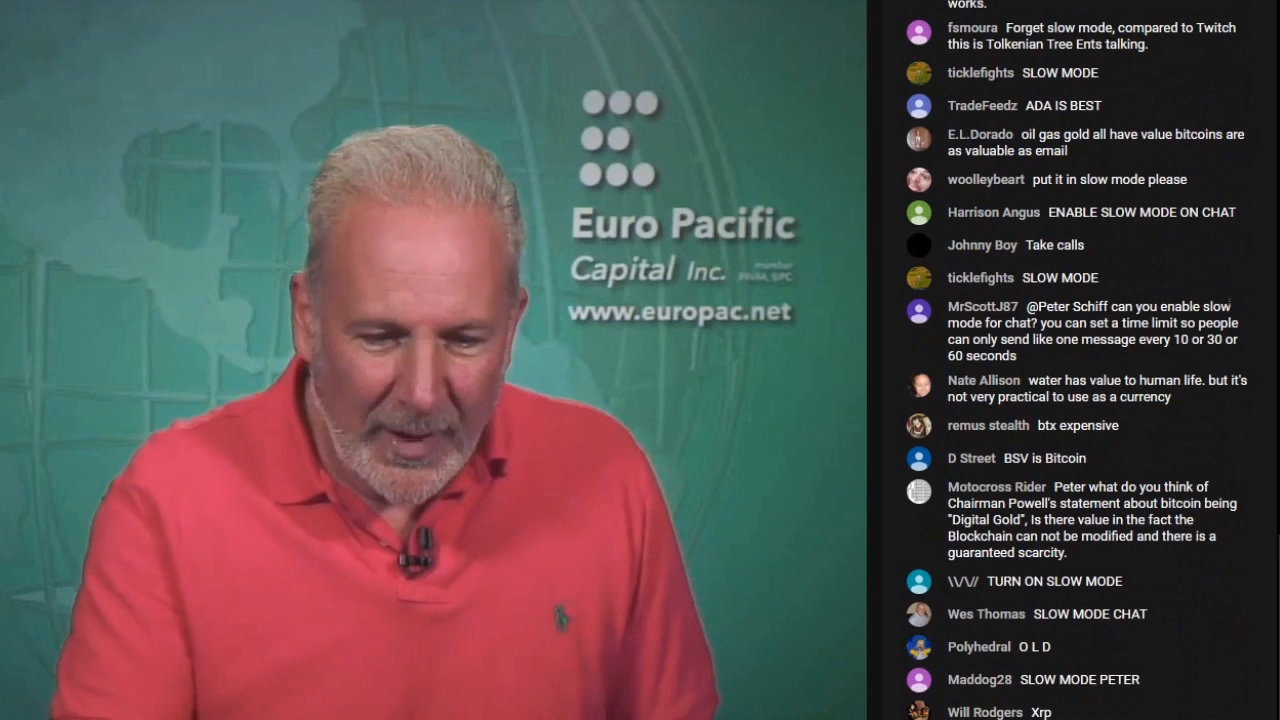 Euro Pacific
Capital Inc.
www.europac.net
works.
fsmoura Forget slow mode, compared to Twitch
this is Tolkenian Tree Ents talking.
ticklefights SLOW MODE
TradeFeedz ADA IS BEST
E.L.Dorado oil gas gold all have value bitcoins are
as valuable as email
woolleybeart put it in slow mode please
Harrison Angus ENABLE SLOW MODE ON CHAT
Johnny Boy Take calls
ticklefights SLOW MODE
MrScottJ87 @Peter Schiff can you enable slow
mode for chat? you can set a time limit so people
can only send like one message every 10 or 30 or
60 seconds
Nate Allison water has value to human life. but it's
not very practical to use as a currency
remus stealth btx expensive
D Street BSV is Bitcoin
Motocross Rider Peter what do you think of
Chairman Powell's statement about bitcoin being
"Digital Gold", Is there value in the fact the
Blockchain can not be modified and there is a
guaranteed scarcity.
TURN ON SLOW MODE
Wes Thomas SLOW MODE CHAT
Polyhedral O L D
Maddog28 SLOW MODE PETER
Will Rodgers Xrp